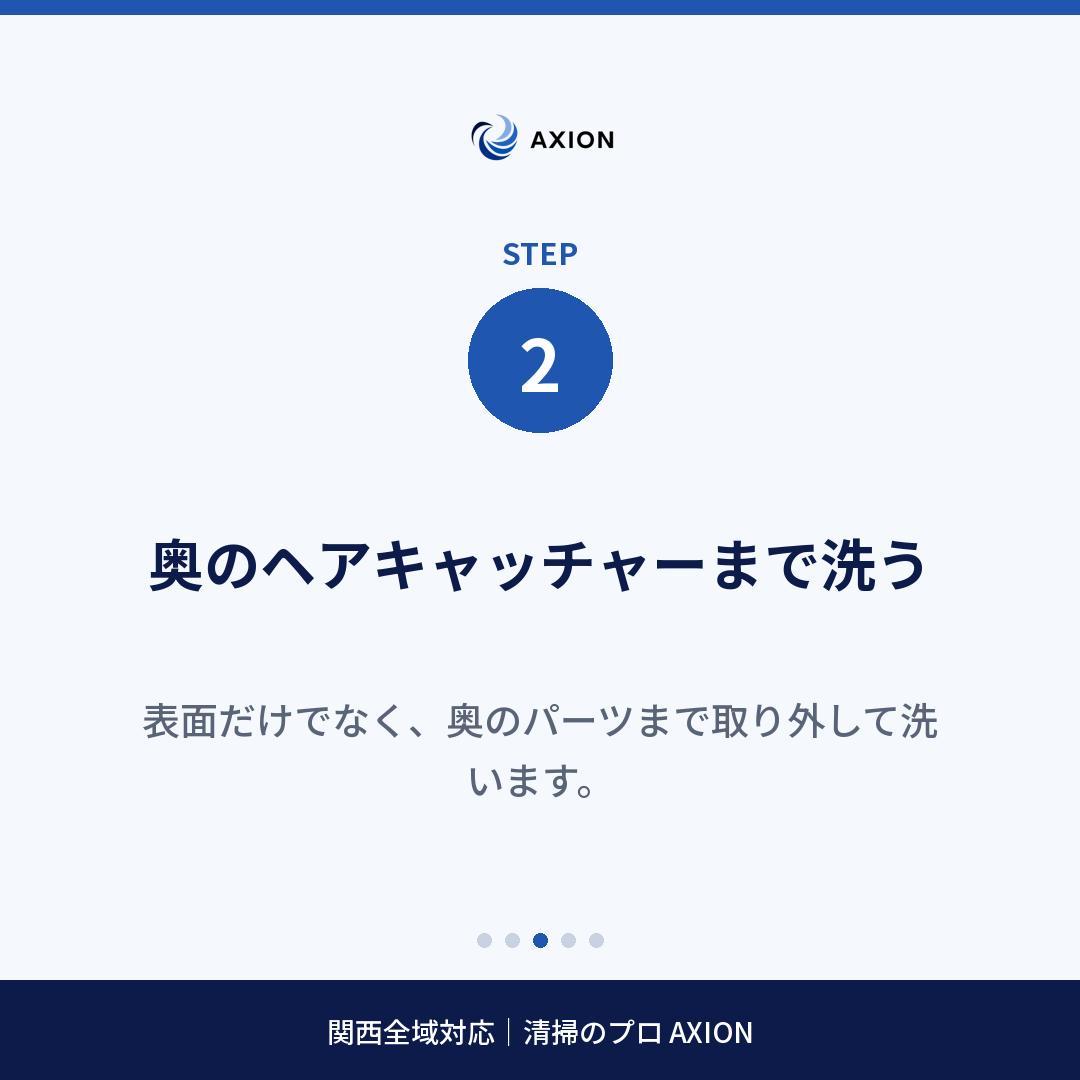 AXION
STEP
2
奥のヘアキャッチャーまで洗う
表面だけでなく、奥のパーツまで取り外して洗
います。
関西全域対応｜清掃のプロ AXION